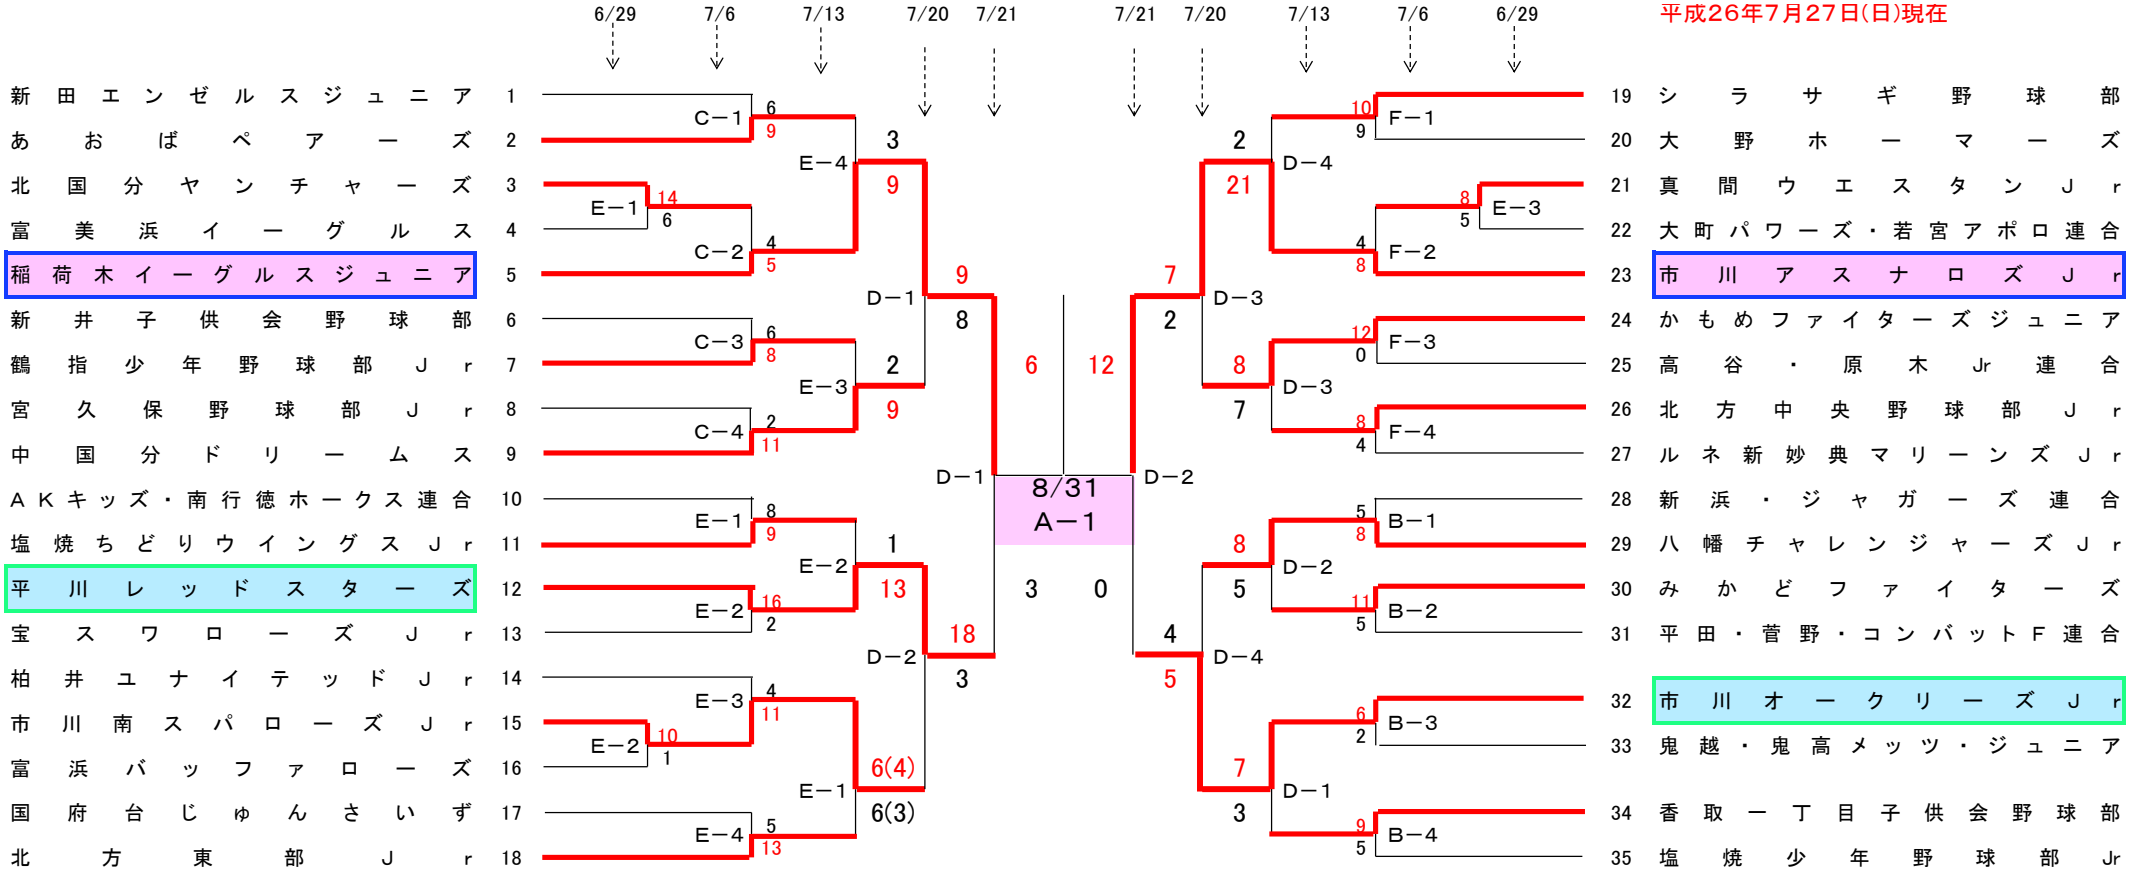 6/29 7/6 7/13 7/20 7/21 7/21 7/20 7/13 7/6 6/29 平成26年7月27日(日)現在
新田エンゼルスジュニア 1 19 シラサギ野球部
6 10
C－1 F－1
9 9
あおばペアーズ 2 3 2 20 大野ホーマーズ
E－4 D－4
北国分ヤンチャーズ 3 9 21 21 真間ウエスタンJr
14 8
E－1 E－3
6 5
富美浜イーグルス 4 22 大町パワーズ・若宮アポロ連合
4 4
C－2 F－2
5 8
稲荷木イーグルスジュニア 5 9 7 23 市川アスナロズJr
D－1 D－3
新井子供会野球部 6 8 2 24 かもめファイターズジュニア
6 12
C－3 F－3
8 0
鶴指少年野球部Jr 7 2 6 12 8 25 高谷・原木Jr連合
E－3 D－3
宮久保野球部Jr 8 9 7 26 北方中央野球部Jr
2 8
C－4 F－4
11 4
中国分ドリームス 9 27 ルネ新妙典マリーンズJr
D－1 D－2
8/31
AKキッズ・南行徳ホークス連合 10 28 新浜・ジャガーズ連合
8 5
E－1 A－1 B－1
9 8
塩焼ちどりウイングスJr 11 1 8 29 八幡チャレンジャーズJr
E－2 D－2
平川レッドスターズ 12 13 3 0 5 30 みかどファイターズ
16 11
E－2 B－2
2 5
宝スワローズJr 13 18 4 31 平田・菅野・コンバットF連合
D－2 D－4
柏井ユナイテッドJr 14 3 5
4 32 市川オークリーズJr
E－3
11 6
市川南スパローズJr 15 B－3
10 2
E－2 33 鬼越・鬼高メッツ・ジュニア
1
富浜バッファローズ 16 6(4) 7
E－1 D－1
国府台じゅんさいず 17 6(3) 3 34 香取一丁目子供会野球部
5 9
E－4 B－4
13 5
北方東部Jr 18 35 塩焼少年野球部Jr